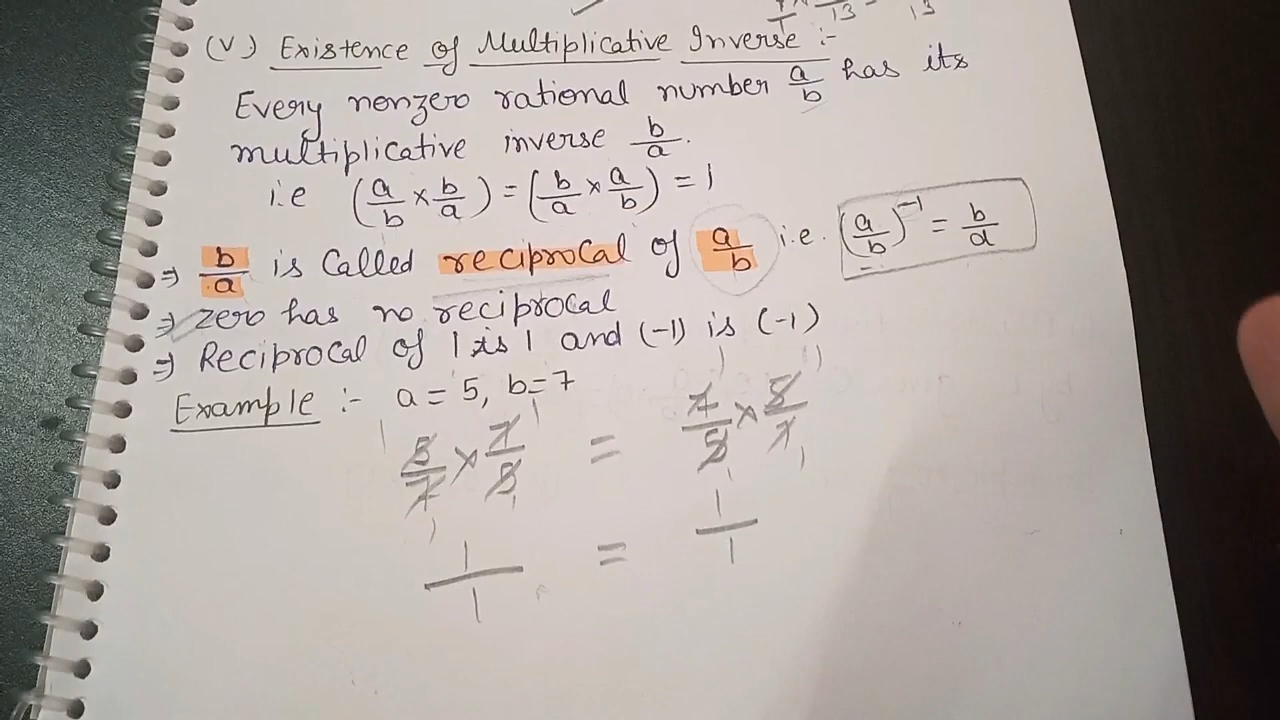 (V) Existence of Multiplicative Inverse :-
Every nonzero rational number a/b has its
multiplicative inverse b/a.
i.e (a/b × b/a) = (b/a × a/b) = 1
⇒ b/a is called reciprocal of a/b i.e. (a/b)⁻¹ = b/a
⇒ zero has no reciprocal
⇒ Reciprocal of 1 is 1 and (-1) is (-1)
Example :- a = 5, b=7
5/7 × 7/5 = 7/5 × 5/7
1/1 = 1/1